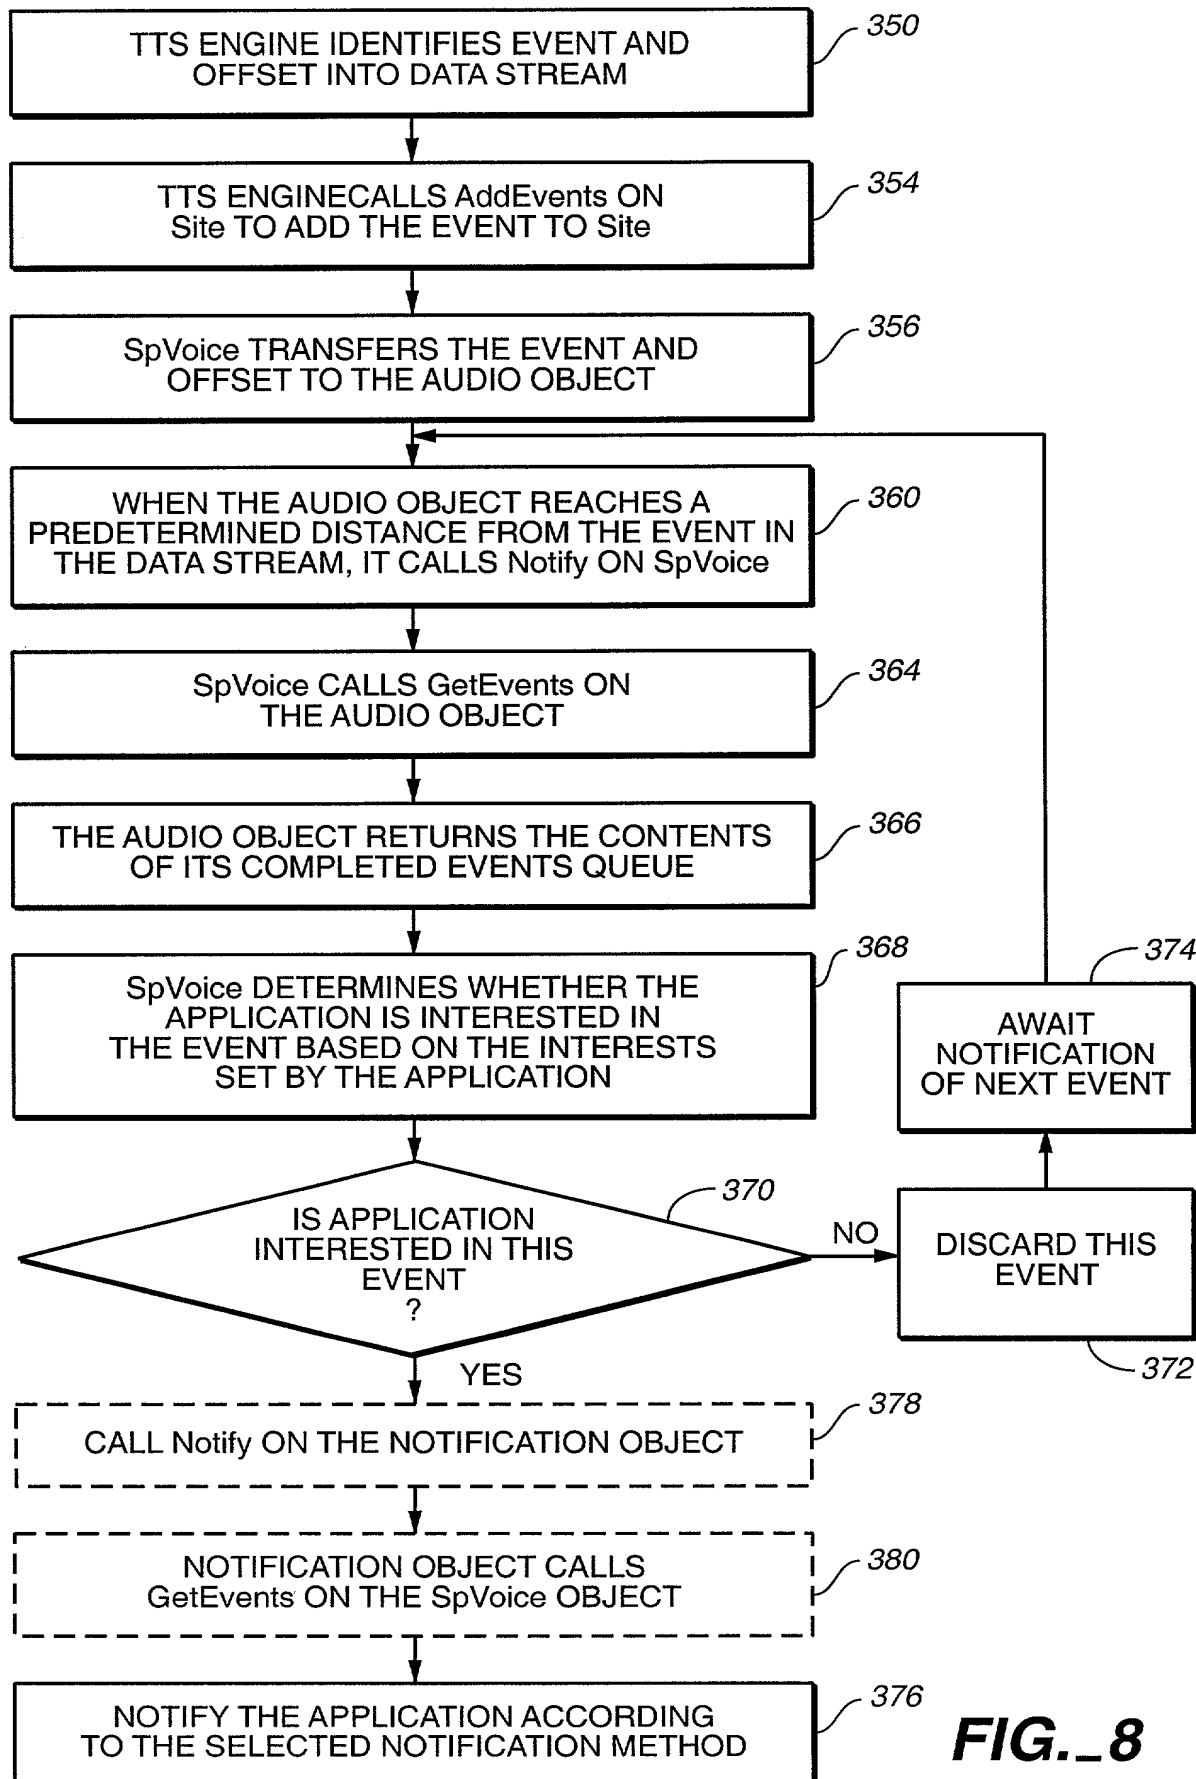 TTS ENGINE IDENTIFIES EVENT AND
OFFSET INTO DATA STREAM
350
TTS ENGINECALLS AddEvents ON
Site TO ADD THE EVENT TO Site
354
SpVoice TRANSFERS THE EVENT AND
OFFSET TO THE AUDIO OBJECT
356
WHEN THE AUDIO OBJECT REACHES A
PREDETERMINED DISTANCE FROM THE EVENT IN
THE DATA STREAM, IT CALLS Notify ON SpVoice
360
SpVoice CALLS GetEvents ON
THE AUDIO OBJECT
364
THE AUDIO OBJECT RETURNS THE CONTENTS
OF ITS COMPLETED EVENTS QUEUE
366
SpVoice DETERMINES WHETHER THE
APPLICATION IS INTERESTED IN
THE EVENT BASED ON THE INTERESTS
SET BY THE APPLICATION
368
374
AWAIT
NOTIFICATION
OF NEXT EVENT
IS APPLICATION
INTERESTED IN THIS
EVENT
?
370
NO
DISCARD THIS
EVENT
372
YES
CALL Notify ON THE NOTIFICATION OBJECT
378
NOTIFICATION OBJECT CALLS
GetEvents ON THE SpVoice OBJECT
380
NOTIFY THE APPLICATION ACCORDING
TO THE SELECTED NOTIFICATION METHOD
376
FIG._8